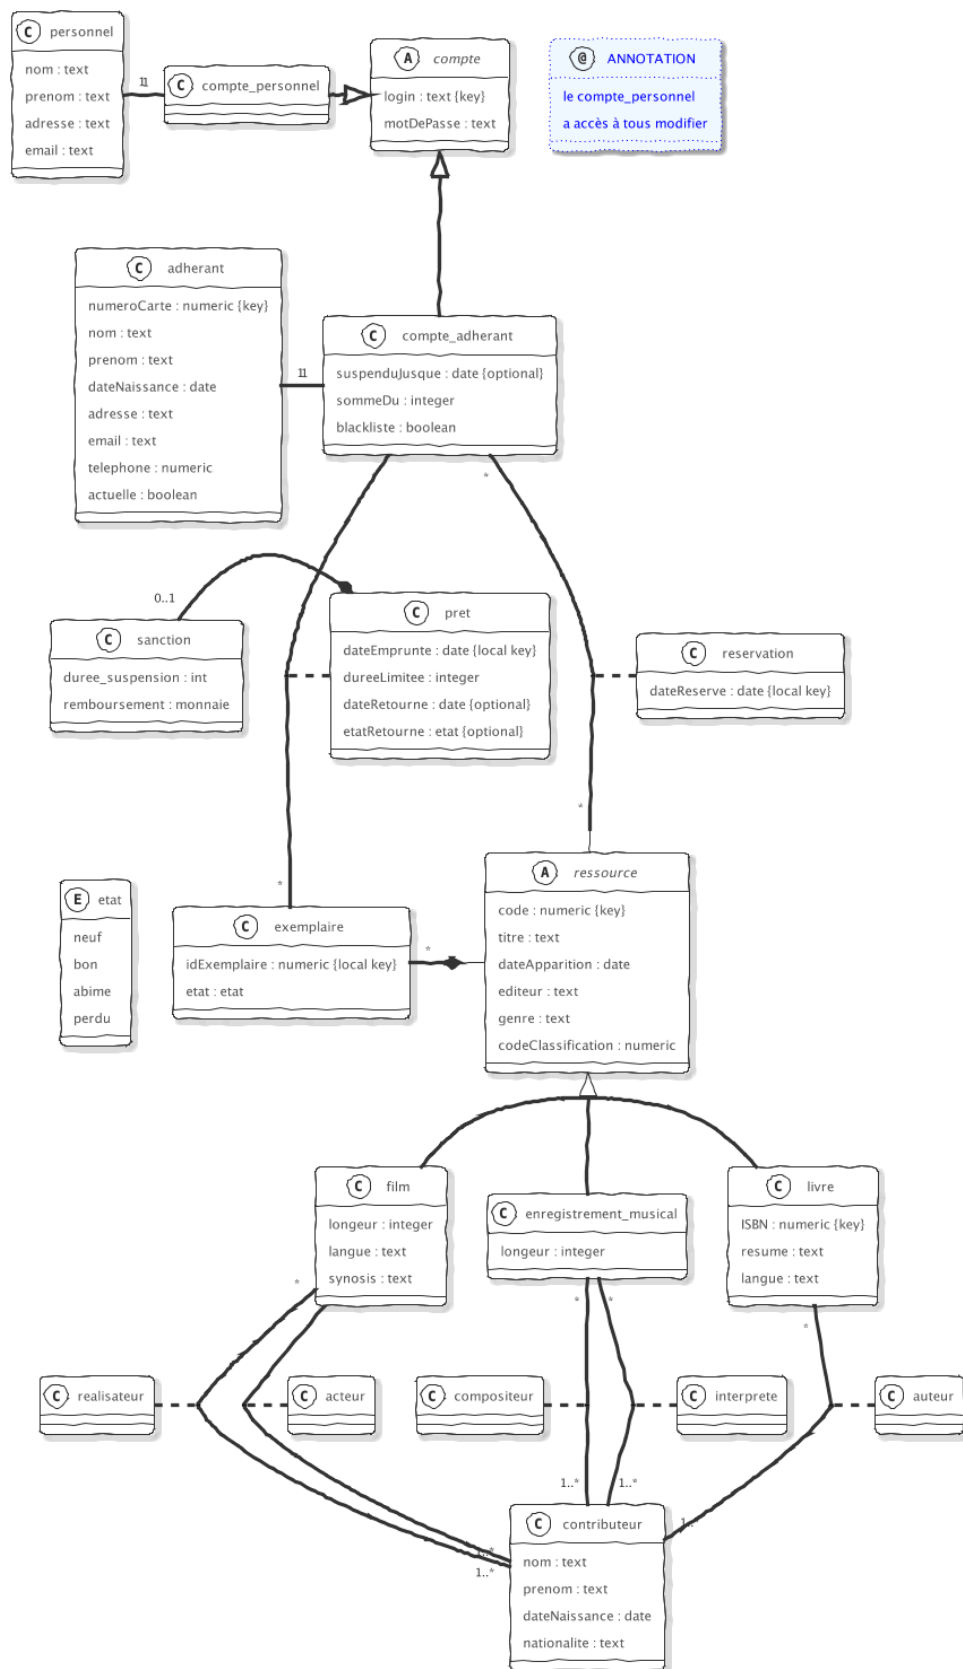 C personnel
nom : text
prenom : text
adresse : text
email : text
11
C compte_personnel
A compte
login : text {key}
motDePasse : text
@ ANNOTATION
le compte_personnel
a accès à tous modifier
C adherant
numeroCarte : numeric {key}
nom : text
prenom : text
dateNaissance : date
adresse : text
email : text
telephone : numeric
actuelle : boolean
11
C compte_adherant
suspenduJusque : date {optional}
sommeDu : integer
blackliste : boolean
*
0..1
C sanction
duree_suspension : int
remboursement : monnaie
C pret
dateEmprunte : date {local key}
dureeLimitee : integer
dateRetourne : date {optional}
etatRetourne : etat {optional}
C reservation
dateReserve : date {local key}
*
*
E etat
neuf
bon
abime
perdu
C exemplaire
idExemplaire : numeric {local key}
etat : etat
*
A ressource
code : numeric {key}
titre : text
dateApparition : date
editeur : text
genre : text
codeClassification : numeric
C film
longeur : integer
langue : text
synosis : text
C enregistrement_musical
longeur : integer
C livre
ISBN : numeric {key}
resume : text
langue : text
*
*
*
*
C realisateur
C acteur
C compositeur
C interprete
C auteur
1..*
1..*
1..*
1..*
1..*
C contributeur
nom : text
prenom : text
dateNaissance : date
nationalite : text